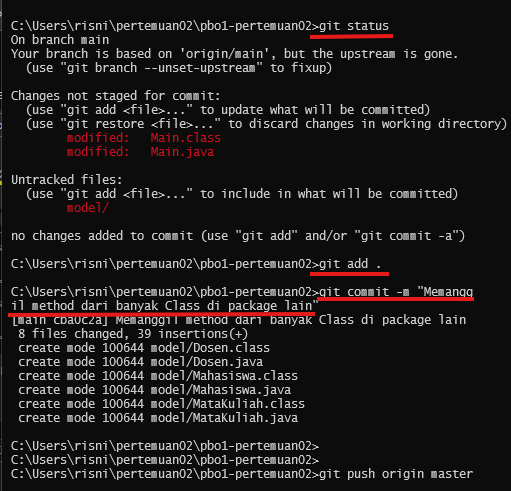 C:\Users\risni\pertemuan02\pbo1-pertemuan02>git status
On branch main
Your branch is based on 'origin/main', but the upstream is gone.
  (use "git branch --unset-upstream" to fixup)
Changes not staged for commit:
  (use "git add <file>..." to update what will be committed)
  (use "git restore <file>..." to discard changes in working directory)
        modified:   Main.class
        modified:   Main.java
Untracked files:
  (use "git add <file>..." to include in what will be committed)
        model/
no changes added to commit (use "git add" and/or "git commit -a")
C:\Users\risni\pertemuan02\pbo1-pertemuan02>git add .
C:\Users\risni\pertemuan02\pbo1-pertemuan02>git commit -m "Memangg
il method dari banyak Class di package lain"
[main cba0c2a] Memanggil method dari banyak Class di package lain
 8 files changed, 39 insertions(+)
 create mode 100644 model/Dosen.class
 create mode 100644 model/Dosen.java
 create mode 100644 model/Mahasiswa.class
 create mode 100644 model/Mahasiswa.java
 create mode 100644 model/MataKuliah.class
 create mode 100644 model/MataKuliah.java
C:\Users\risni\pertemuan02\pbo1-pertemuan02>
C:\Users\risni\pertemuan02\pbo1-pertemuan02>
C:\Users\risni\pertemuan02\pbo1-pertemuan02>git push origin master